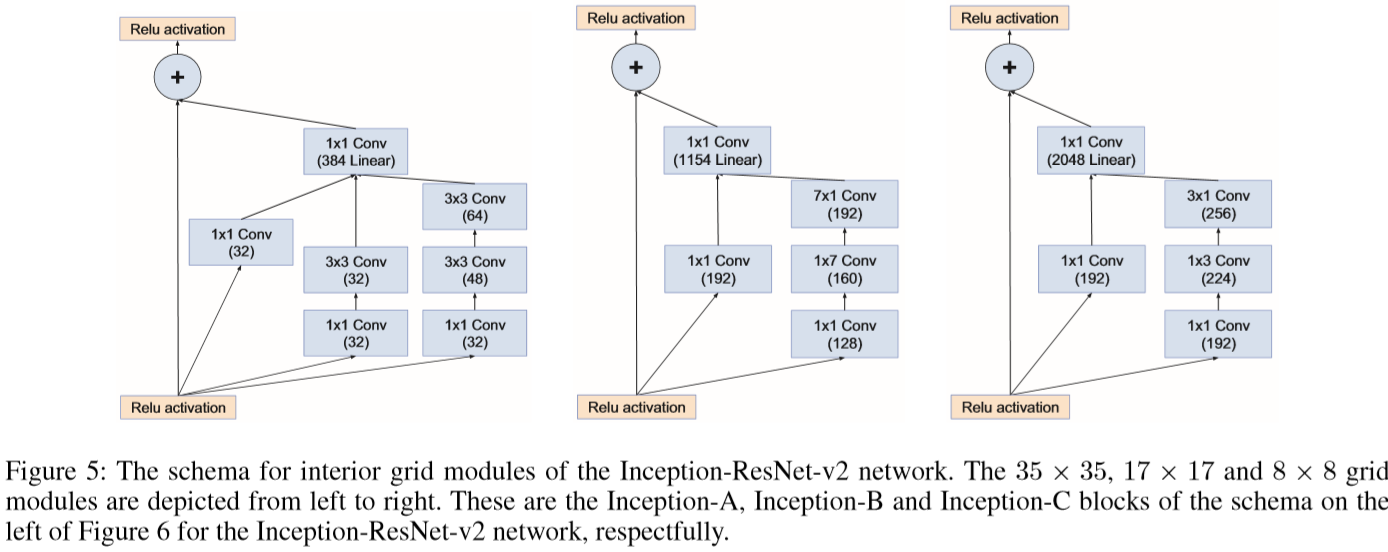 Relu activation
+
1x1 Conv
(384 Linear)
3x3 Conv
(64)
1x1 Conv
(32)
3x3 Conv
(32)
3x3 Conv
(48)
1x1 Conv
(32)
1x1 Conv
(32)
Relu activation
Relu activation
+
1x1 Conv
(1154 Linear)
7x1 Conv
(192)
1x1 Conv
(192)
1x7 Conv
(160)
1x1 Conv
(128)
Relu activation
Relu activation
+
1x1 Conv
(2048 Linear)
3x1 Conv
(256)
1x1 Conv
(192)
1x3 Conv
(224)
1x1 Conv
(192)
Relu activation
Figure 5: The schema for interior grid modules of the Inception-ResNet-v2 network. The 35 × 35, 17 × 17 and 8 × 8 grid
modules are depicted from left to right. These are the Inception-A, Inception-B and Inception-C blocks of the schema on the
left of Figure 6 for the Inception-ResNet-v2 network, respectfully.